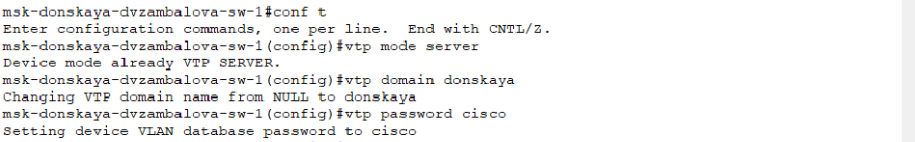 msk-donskaya-dvzambalova-sw-1#conf t
Enter configuration commands, one per line.  End with CNTL/Z.
msk-donskaya-dvzambalova-sw-1(config)#vtp mode server
Device mode already VTP SERVER.
msk-donskaya-dvzambalova-sw-1(config)#vtp domain donskaya
Changing VTP domain name from NULL to donskaya
msk-donskaya-dvzambalova-sw-1(config)#vtp password cisco
Setting device VLAN database password to cisco